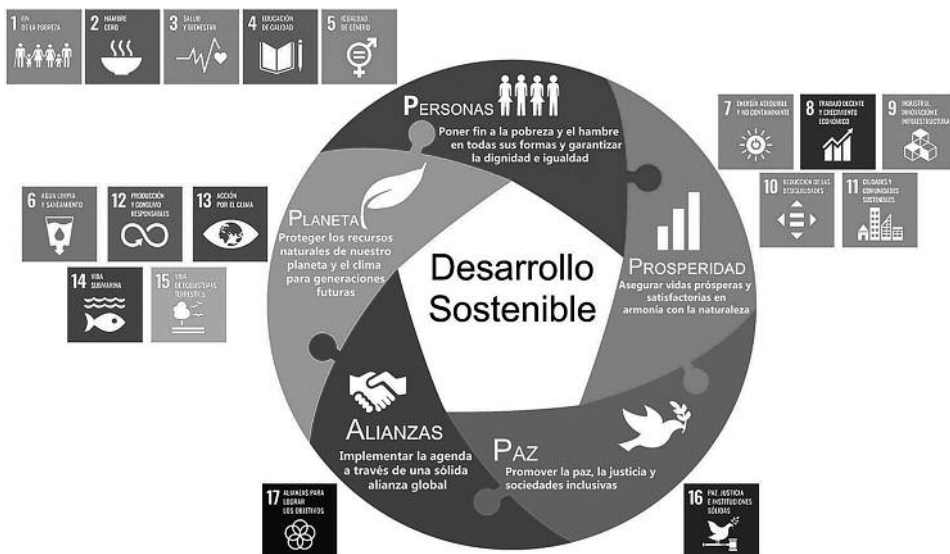 1 FIN
DE LA POBREZA
2 HAMBRE
CERO
3 SALUD
Y BIENESTAR
4 EDUCACIÓN
DE CALIDAD
5 IGUALDAD
DE GÉNERO
PERSONAS
Poner fin a la pobreza y el hambre
en todas sus formas y garantizar
la dignidad e igualdad
7 ENERGÍA ASEQUIBLE
Y NO CONTAMINANTE
8 TRABAJO DECENTE
Y CRECIMIENTO
ECONÓMICO
9 INDUSTRIA,
INNOVACIÓN E
INFRAESTRUCTURA
10 REDUCCIÓN DE LAS
DESIGUALDADES
11 CIUDADES Y
COMUNIDADES
SOSTENIBLES
PROSPERIDAD
Asegurar vidas prósperas y
satisfactorias en
armonía con la naturaleza
6 AGUA LIMPIA
Y SANEAMIENTO
12 PRODUCCIÓN
Y CONSUMO
RESPONSABLES
13 ACCIÓN
POR EL CLIMA
14 VIDA
SUBMARINA
15 VIDA
DE ECOSISTEMAS
TERRESTRES
PLANETA
Proteger los recursos
naturales de nuestro
planeta y el clima
para generaciones
futuras
Desarrollo
Sostenible
ALIANZAS
Implementar la agenda
a través de una sólida
alianza global
17 ALIANZAS PARA
LOGRAR
LOS OBJETIVOS
PAZ
Promover la paz, la justicia y
sociedades inclusivas
16 PAZ, JUSTICIA
E INSTITUCIONES
SÓLIDAS